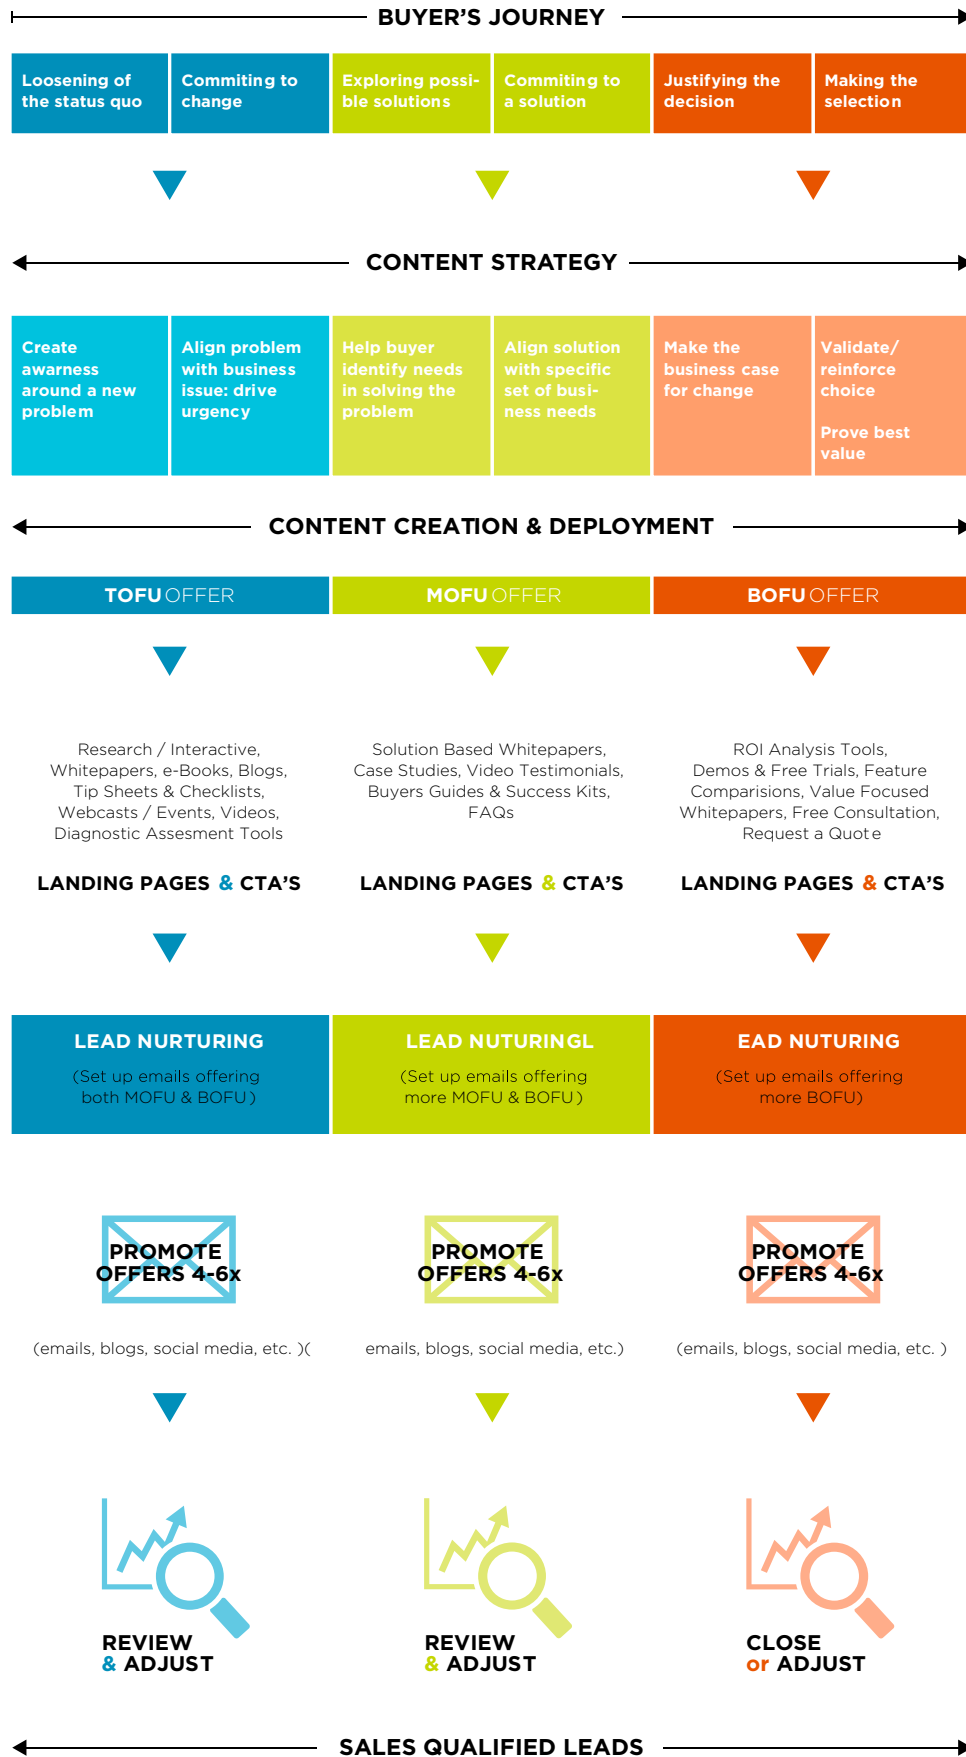 BUYER'S JOURNEY
Loosening of
the status quo
Commiting to
change
Exploring possi-
ble solutions
Commiting to
a solution
Justifying the
decision
Making the
selection
CONTENT STRATEGY
Create
awarness
around a new
problem
Align problem
with business
issue: drive
urgency
Help buyer
identify needs
in solving the
problem
Align solution
with specific
set of busi-
ness needs
Make the
business case
for change
Validate/
reinforce
choice
Prove best
value
CONTENT CREATION & DEPLOYMENT
TOFU OFFER
MOFU OFFER
BOFU OFFER
Research / Interactive,
Whitepapers, e-Books, Blogs,
Tip Sheets & Checklists,
Webcasts / Events, Videos,
Diagnostic Assesment Tools
Solution Based Whitepapers,
Case Studies, Video Testimonials,
Buyers Guides & Success Kits,
FAQs
ROI Analysis Tools,
Demos & Free Trials, Feature
Comparisions, Value Focused
Whitepapers, Free Consultation,
Request a Quote
LANDING PAGES & CTA'S
LANDING PAGES & CTA'S
LANDING PAGES & CTA'S
LEAD NURTURING
(Set up emails offering
both MOFU & BOFU)
LEAD NUTURINGL
(Set up emails offering
more MOFU & BOFU)
EAD NUTURING
(Set up emails offering
more BOFU)
PROMOTE
OFFERS 4-6x
PROMOTE
OFFERS 4-6x
PROMOTE
OFFERS 4-6x
(emails, blogs, social media, etc. )(
emails, blogs, social media, etc.)
(emails, blogs, social media, etc. )
REVIEW
& ADJUST
REVIEW
& ADJUST
CLOSE
or ADJUST
SALES QUALIFIED LEADS